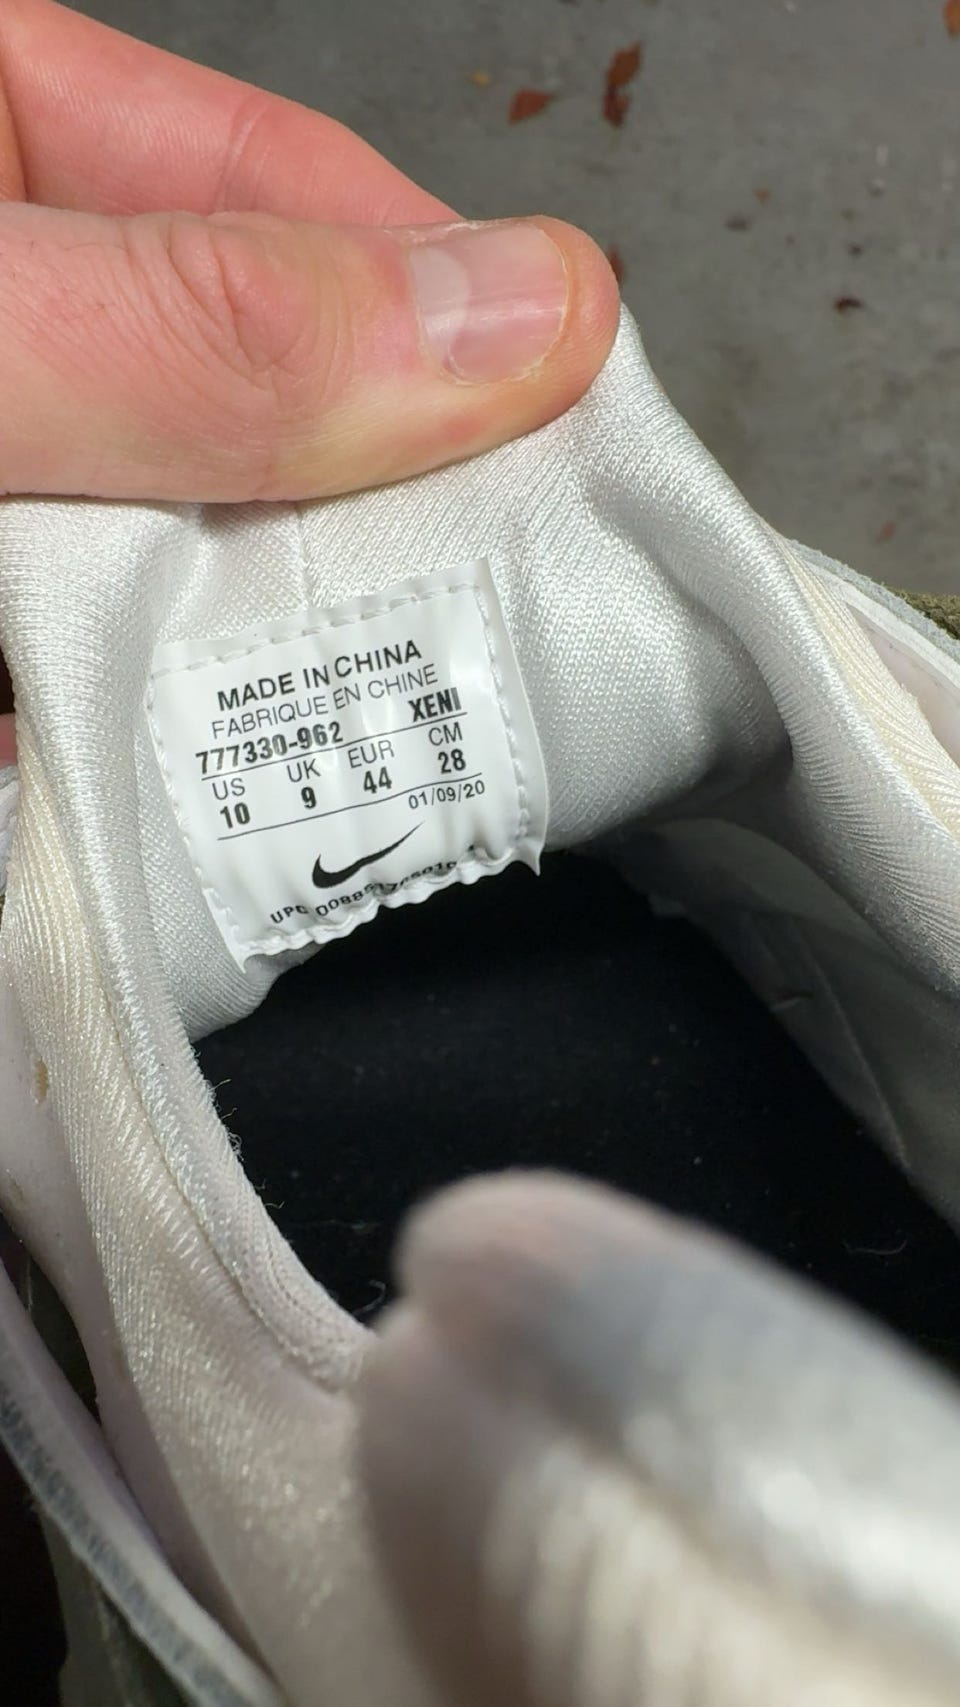 MADE IN CHINA
FABRIQUE EN CHINE
777330-962 XENI
US UK EUR CM
10 9 44 28
01/09/20
UPC